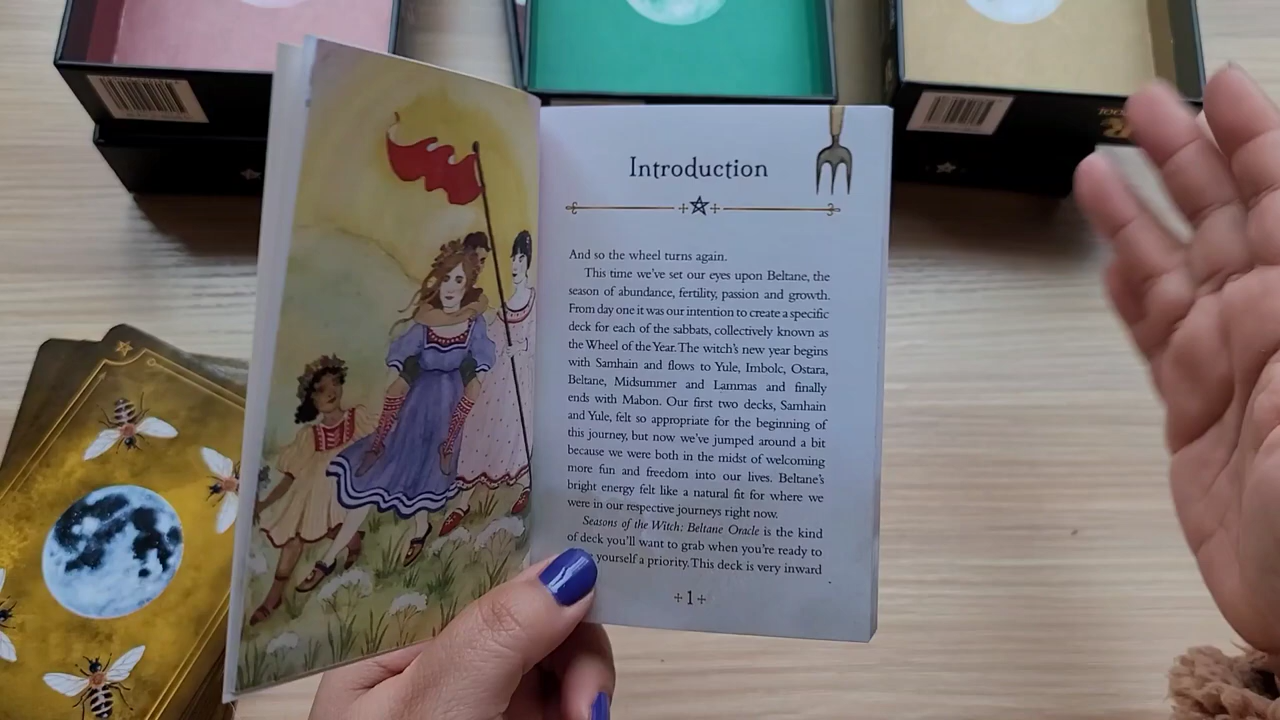 Introduction
And so the wheel turns again.
This time we've set our eyes upon Beltane, the
season of abundance, fertility, passion and growth.
From day one it was our intention to create a specific
deck for each of the sabbats, collectively known as
the Wheel of the Year. The witch's new year begins
with Samhain and flows to Yule, Imbolc, Ostara,
Beltane, Midsummer and Lammas and finally
ends with Mabon. Our first two decks, Samhain
and Yule, felt so appropriate for the beginning of
this journey, but now we've jumped around a bit
because we were both in the midst of welcoming
more fun and freedom into our lives. Beltane's
bright energy felt like a natural fit for where we
were in our respective journeys right now.
Seasons of the Witch: Beltane Oracle is the kind
of deck you'll want to grab when you're ready to
yourself a priority. This deck is very inward
1